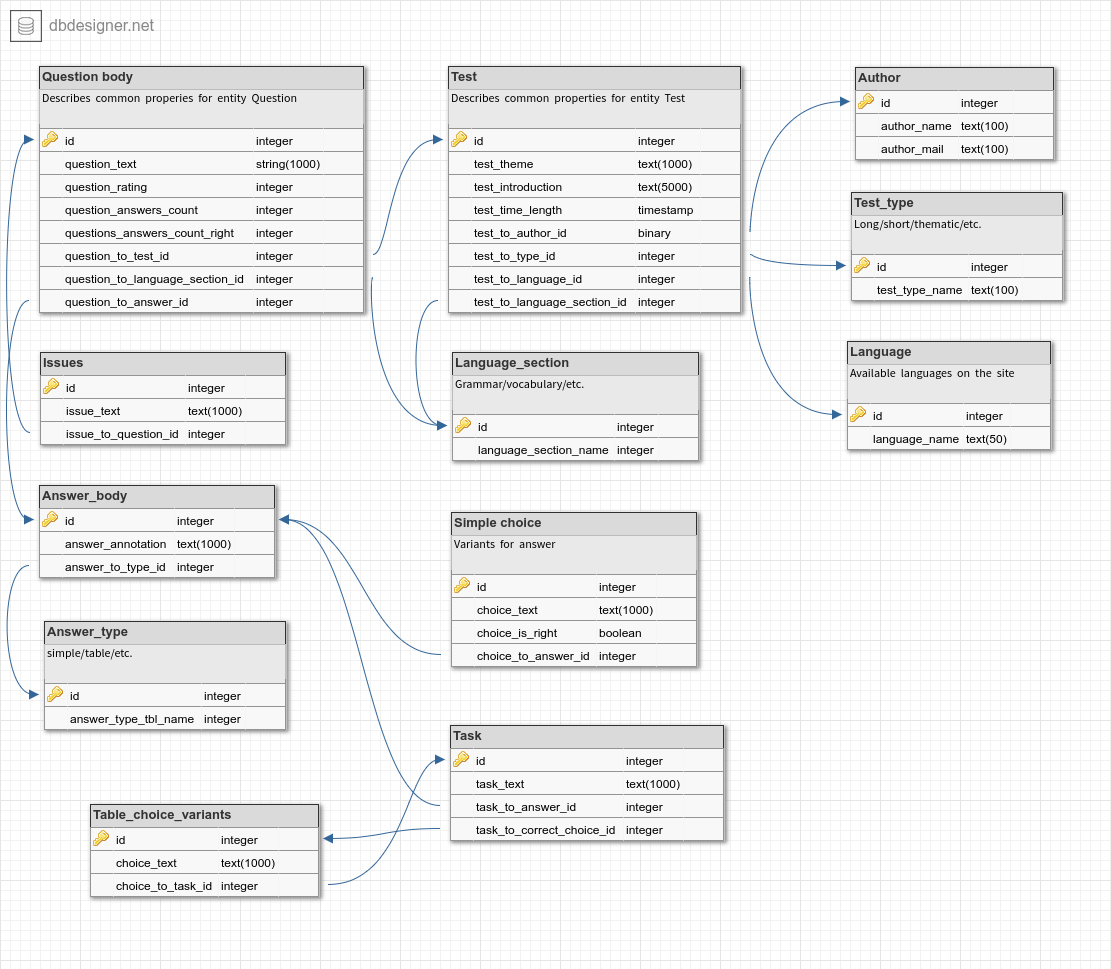 dbdesigner.net
Question body
Describes common properies for entity Question
id integer
question_text string(1000)
question_rating integer
question_answers_count integer
questions_answers_count_right integer
question_to_test_id integer
question_to_language_section_id integer
question_to_answer_id integer
Test
Describes common properties for entity Test
id integer
test_theme text(1000)
test_introduction text(5000)
test_time_length timestamp
test_to_author_id binary
test_to_type_id integer
test_to_language_id integer
test_to_language_section_id integer
Author
id integer
author_name text(100)
author_mail text(100)
Test_type
Long/short/thematic/etc.
id integer
test_type_name text(100)
Language
Available languages on the site
id integer
language_name text(50)
Issues
id integer
issue_text text(1000)
issue_to_question_id integer
Language_section
Grammar/vocabulary/etc.
id integer
language_section_name integer
Answer_body
id integer
answer_annotation text(1000)
answer_to_type_id integer
Simple choice
Variants for answer
id integer
choice_text text(1000)
choice_is_right boolean
choice_to_answer_id integer
Answer_type
simple/table/etc.
id integer
answer_type_tbl_name integer
Task
id integer
task_text text(1000)
task_to_answer_id integer
task_to_correct_choice_id integer
Table_choice_variants
id integer
choice_text text(1000)
choice_to_task_id integer